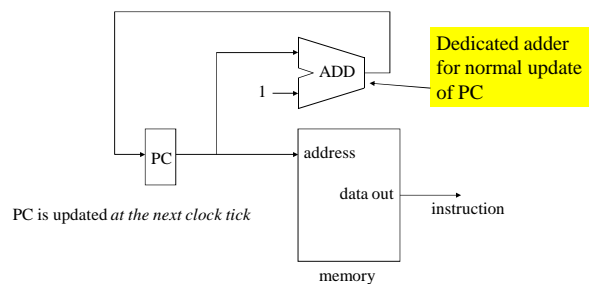 ADD
1
Dedicated adder
for normal update
of PC
PC
address
data out
instruction
PC is updated at the next clock tick
memory